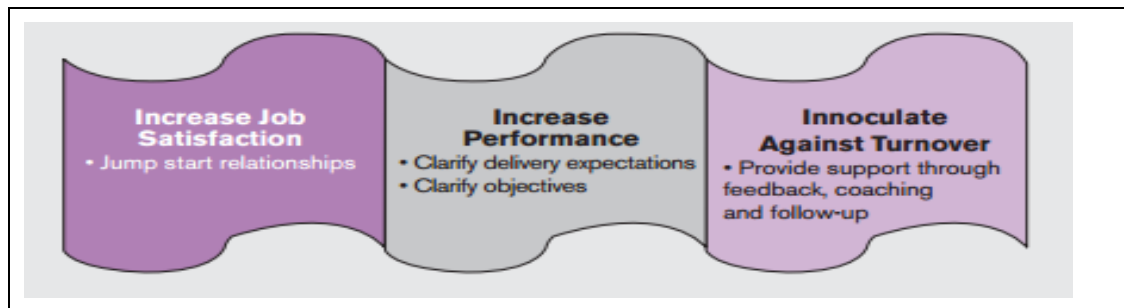 Increase Job
Satisfaction
• Jump start relationships
Increase
Performance
• Clarify delivery expectations
• Clarify objectives
Innoculate
Against Turnover
• Provide support through
feedback, coaching
and follow-up